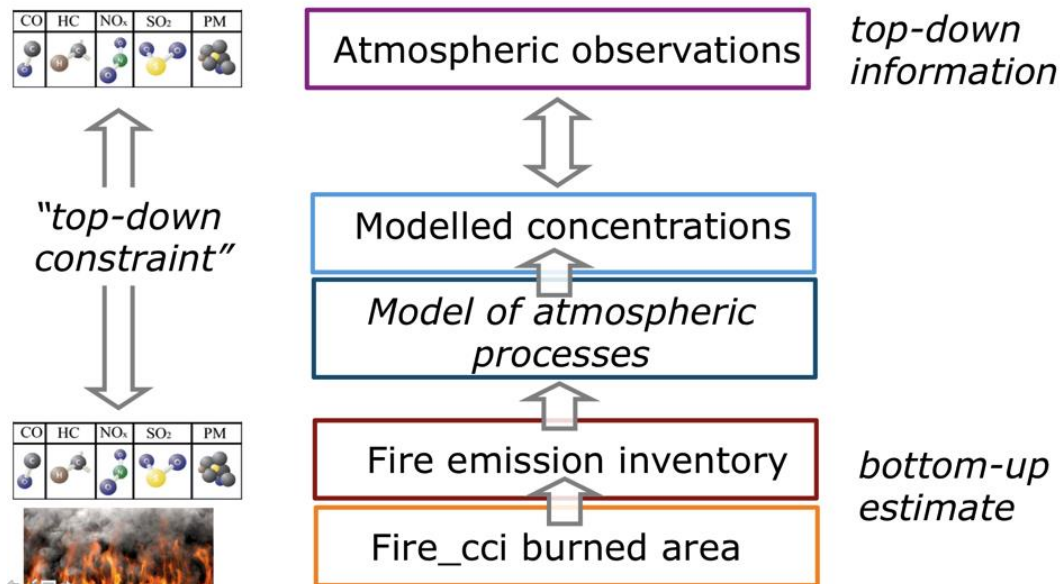 CO HC NOx SO2 PM
Atmospheric observations
top-down
information
"top-down
constraint"
Modelled concentrations
Model of atmospheric
processes
CO HC NOx SO2 PM
Fire emission inventory
Fire_cci burned area
bottom-up
estimate